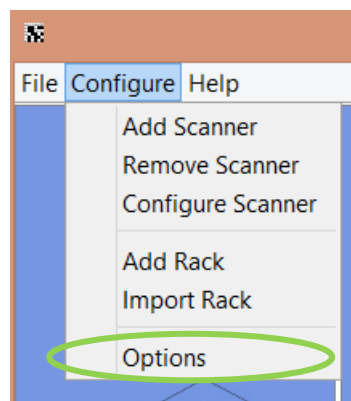 File Configure Help
Add Scanner
Remove Scanner
Configure Scanner
Add Rack
Import Rack
Options